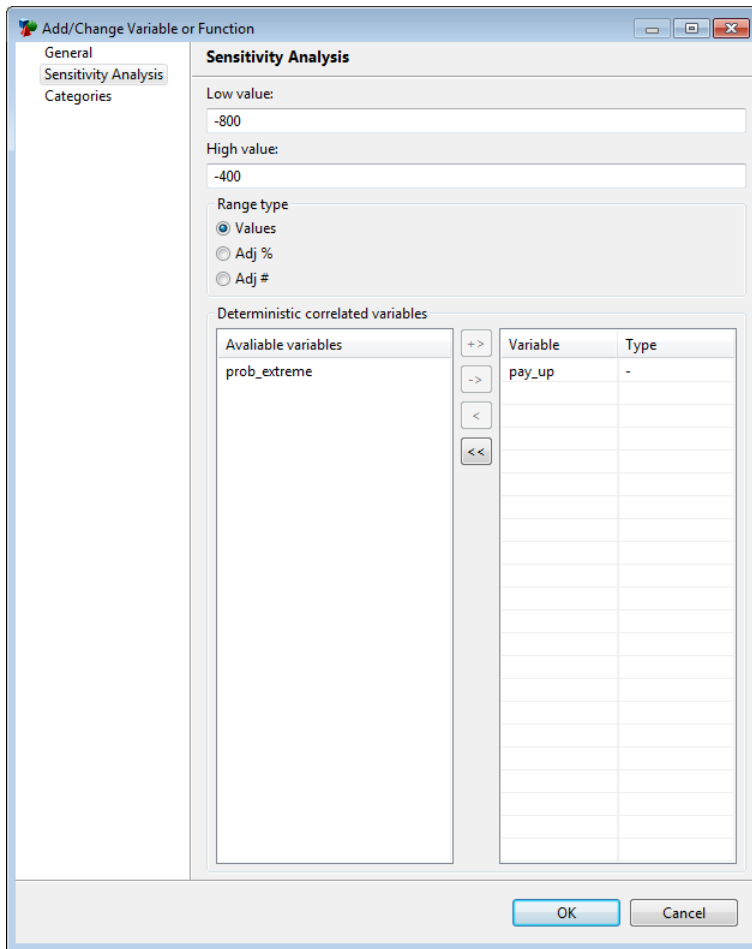 Add/Change Variable or Function
General
Sensitivity Analysis
Categories
Sensitivity Analysis
Low value:
-800
High value:
-400
Range type
Values
Adj %
Adj #
Deterministic correlated variables
Avaliable variables
prob_extreme
+>
->
<
<<
Variable Type
pay_up -
OK Cancel